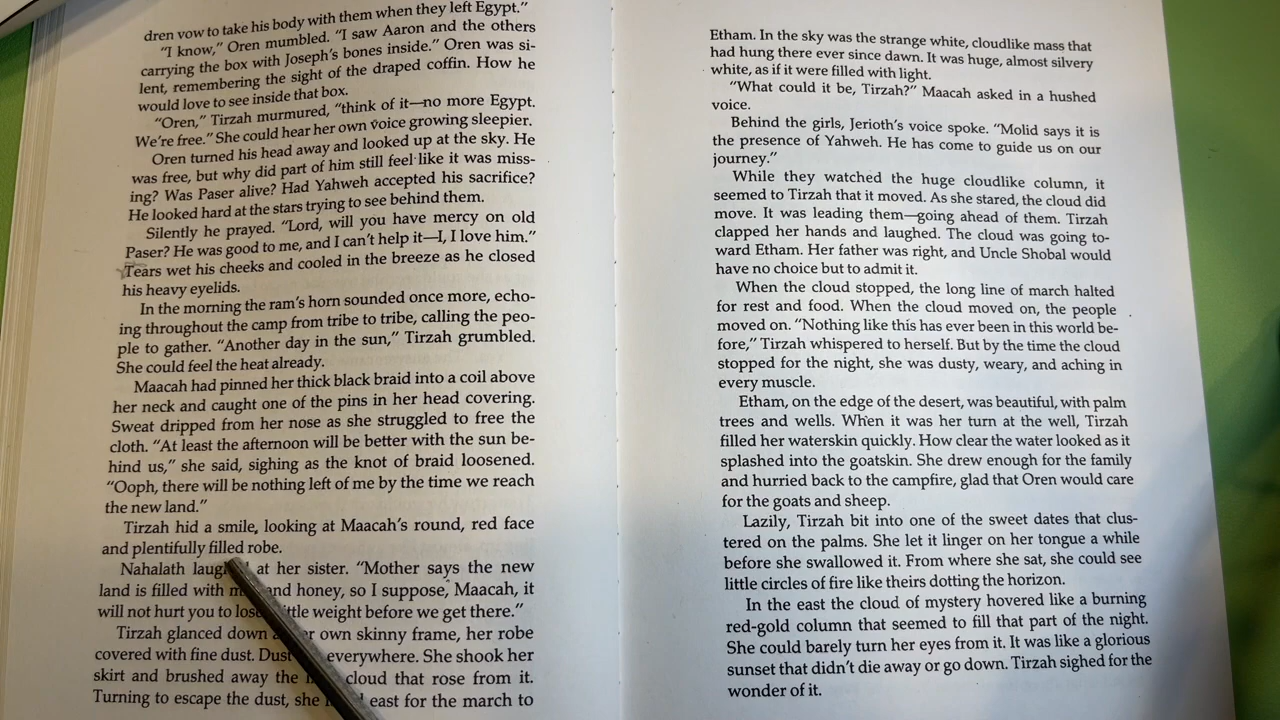 dren vow to take his body with them when they left Egypt."
"I know," Oren mumbled. "I saw Aaron and the others
carrying the box with Joseph's bones inside." Oren was si-
lent, remembering the sight of the draped coffin. How he
would love to see inside that box.
"Oren," Tirzah murmured, "think of it—no more Egypt.
We're free." She could hear her own voice growing sleepier.
Oren turned his head away and looked up at the sky. He
was free, but why did part of him still feel like it was miss-
ing? Was Paser alive? Had Yahweh accepted his sacrifice?
He looked hard at the stars trying to see behind them.
Silently he prayed. "Lord, will you have mercy on old
Paser? He was good to me, and I can't help it—I, I love him."
Tears wet his cheeks and cooled in the breeze as he closed
his heavy eyelids.
In the morning the ram's horn sounded once more, echo-
ing throughout the camp from tribe to tribe, calling the peo-
ple to gather. "Another day in the sun," Tirzah grumbled.
She could feel the heat already.
Maacah had pinned her thick black braid into a coil above
her neck and caught one of the pins in her head covering.
Sweat dripped from her nose as she struggled to free the
cloth. "At least the afternoon will be better with the sun be-
hind us," she said, sighing as the knot of braid loosened.
"Ooph, there will be nothing left of me by the time we reach
the new land."
Tirzah hid a smile, looking at Maacah's round, red face
and plentifully filled robe.
Nahalath at her sister. "Mother says the new
land is filled with and honey, so I suppose, Maacah, it
will not hurt you to lose little weight before we get there."
Tirzah glanced down own skinny frame, her robe
covered with fine dust. Dust everywhere. She shook her
skirt and brushed away the cloud that rose from it.
Turning to escape the dust, she east for the march to
Etham. In the sky was the strange white, cloudlike mass that
had hung there ever since dawn. It was huge, almost silvery
white, as if it were filled with light.
"What could it be, Tirzah?" Maacah asked in a hushed
voice.
Behind the girls, Jerioth's voice spoke. "Molid says it is
the presence of Yahweh. He has come to guide us on our
journey."
While they watched the huge cloudlike column, it
seemed to Tirzah that it moved. As she stared, the cloud did
move. It was leading them—going ahead of them. Tirzah
clapped her hands and laughed. The cloud was going to-
ward Etham. Her father was right, and Uncle Shobal would
have no choice but to admit it.
When the cloud stopped, the long line of march halted
for rest and food. When the cloud moved on, the people
moved on. "Nothing like this has ever been in this world be-
fore," Tirzah whispered to herself. But by the time the cloud
stopped for the night, she was dusty, weary, and aching in
every muscle.
Etham, on the edge of the desert, was beautiful, with palm
trees and wells. When it was her turn at the well, Tirzah
filled her waterskin quickly. How clear the water looked as it
splashed into the goatskin. She drew enough for the family
and hurried back to the campfire, glad that Oren would care
for the goats and sheep.
Lazily, Tirzah bit into one of the sweet dates that clus-
tered on the palms. She let it linger on her tongue a while
before she swallowed it. From where she sat, she could see
little circles of fire like theirs dotting the horizon.
In the east the cloud of mystery hovered like a burning
red-gold column that seemed to fill that part of the night.
She could barely turn her eyes from it. It was like a glorious
sunset that didn't die away or go down. Tirzah sighed for the
wonder of it.